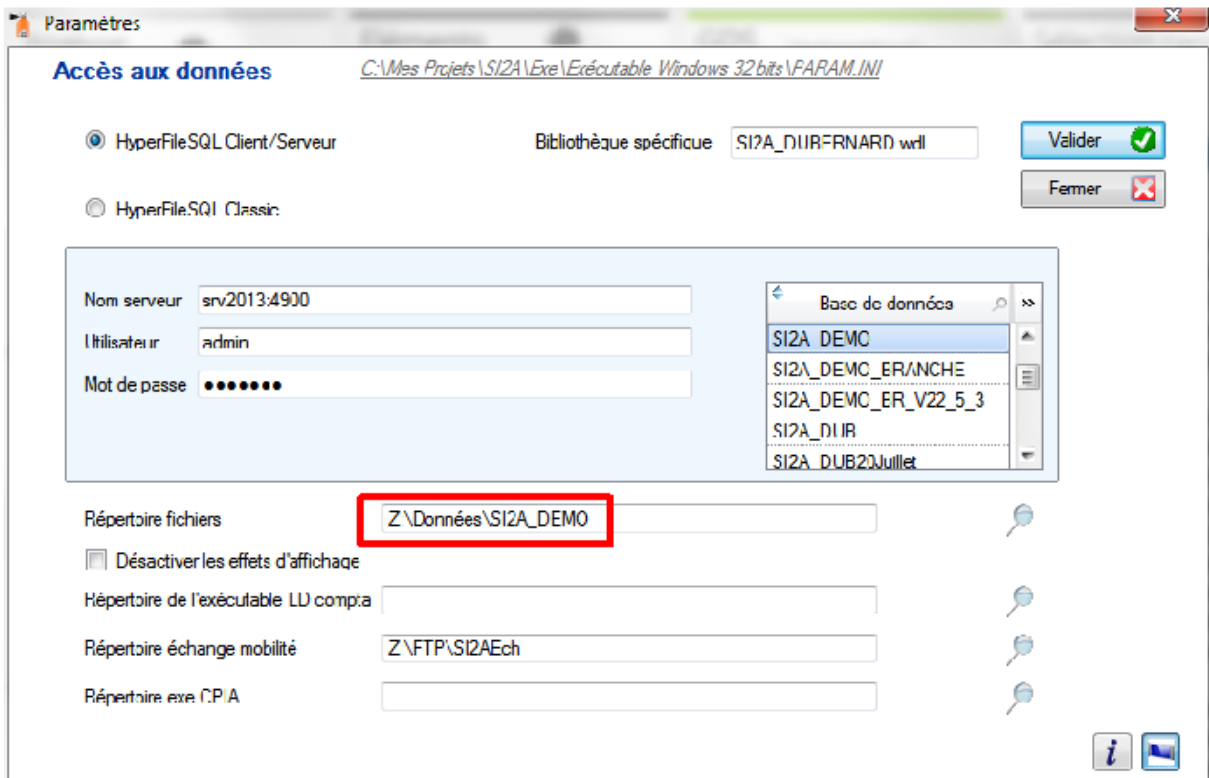 Paramètres
Accès aux données
C:\Mes Projets\SI2A\Exe\Exécutable Windows 32bits\PARAM.INI
HyperFileSQL Client/Serveur
Bibliothèque spécifique
SI2A_DUBERNARD.wdl
Valider
Fermer
HyperFileSQL Classic
Nom serveur
srv2013:4900
Utilisateur
admin
Mot de passe
●●●●●●●
Base de données
SI2A_DEMO
SI2A_DEMO_BRANCHE
SI2A_DEMO_BR_V22_5_3
SI2A_DUB
SI2A_DUB20Juillet
Répertoire fichiers
Z:\Données\SI2A_DEMO
Désactiver les effets d'affichage
Répertoire de l'exécutable LD compta
Répertoire échange mobilité
Z:\FTP\SI2AEch
Répertoire exe CPIA